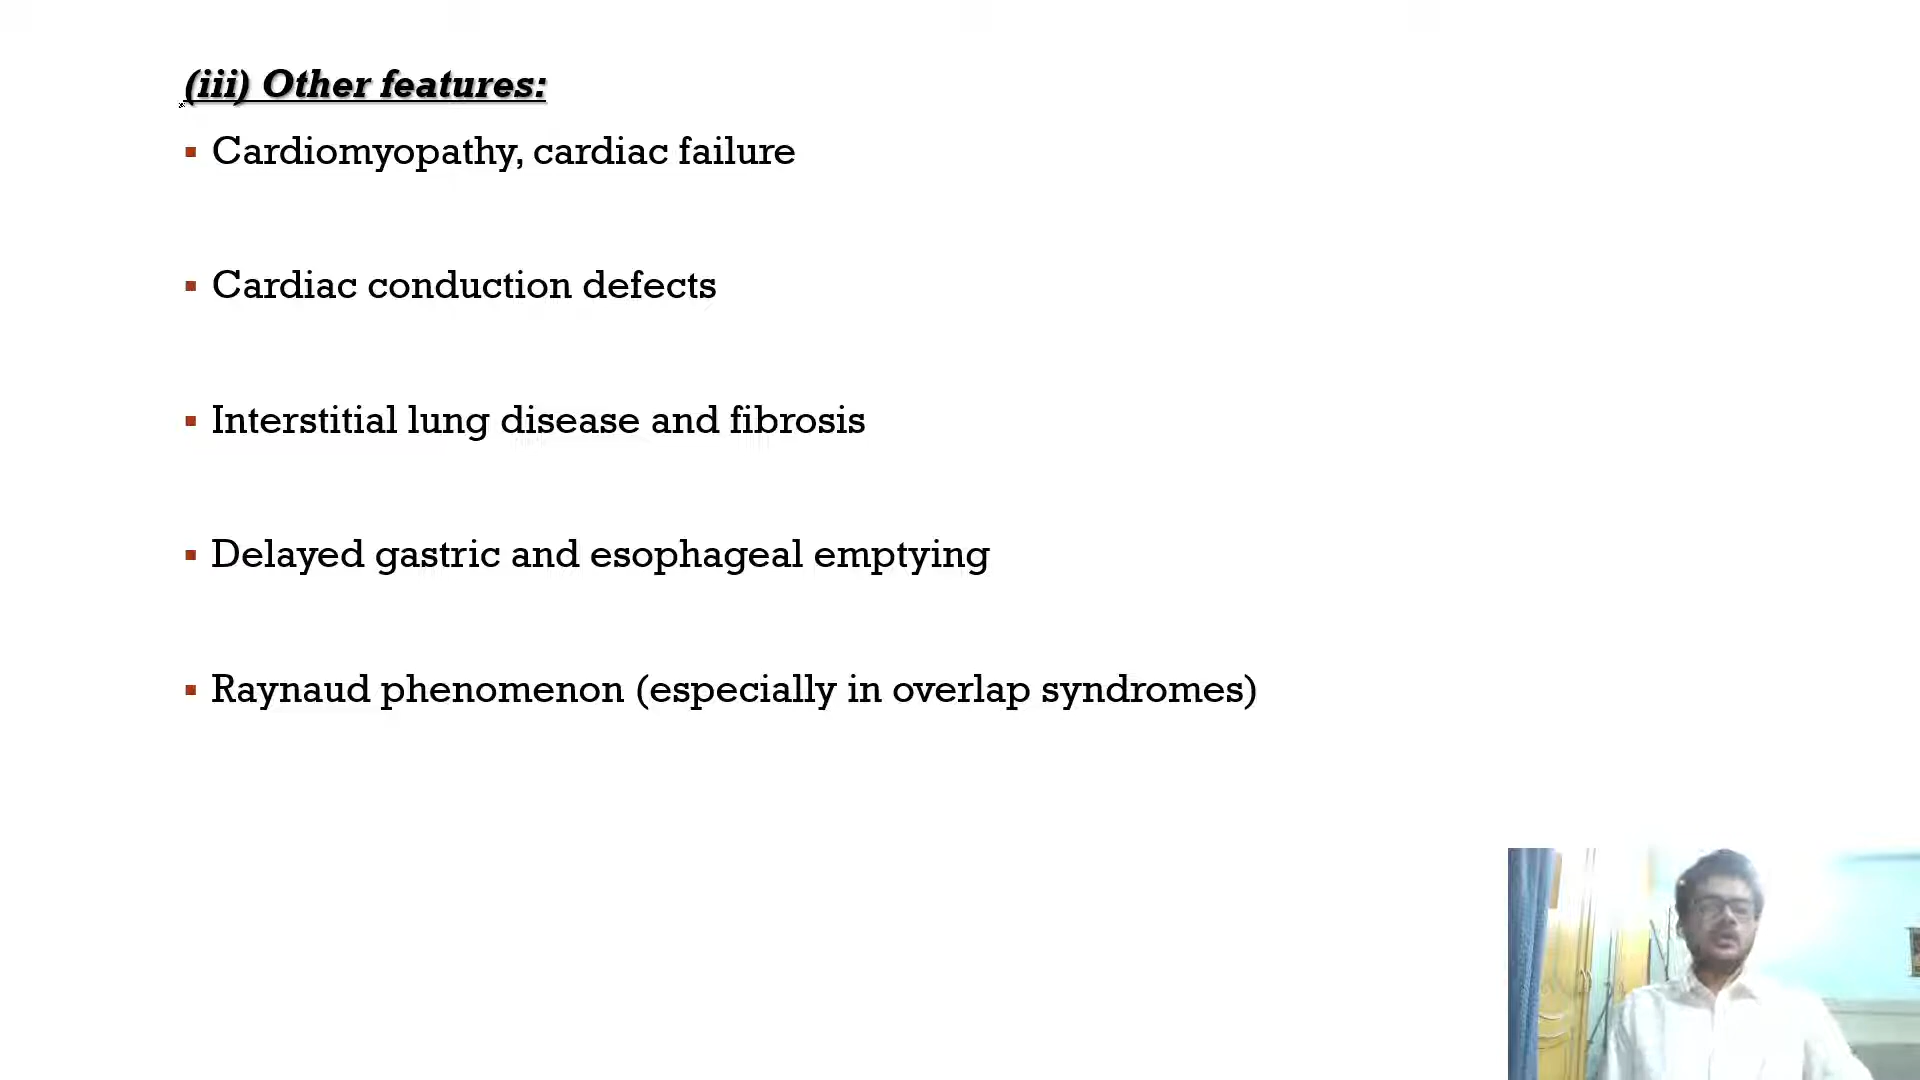 (iii) Other features:
▪ Cardiomyopathy, cardiac failure
▪ Cardiac conduction defects
▪ Interstitial lung disease and fibrosis
▪ Delayed gastric and esophageal emptying
▪ Raynaud phenomenon (especially in overlap syndromes)